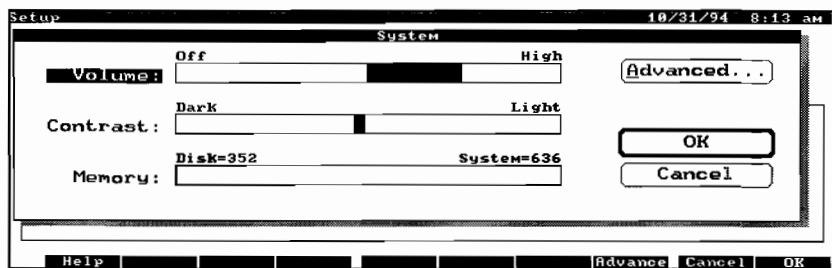 Setup 10/31/94 8:13 am
System
Off High
Volume: Advanced...
Dark Light
Contrast:
OK
Disk=352 System=636
Memory: Cancel
Help Advance Cancel OK